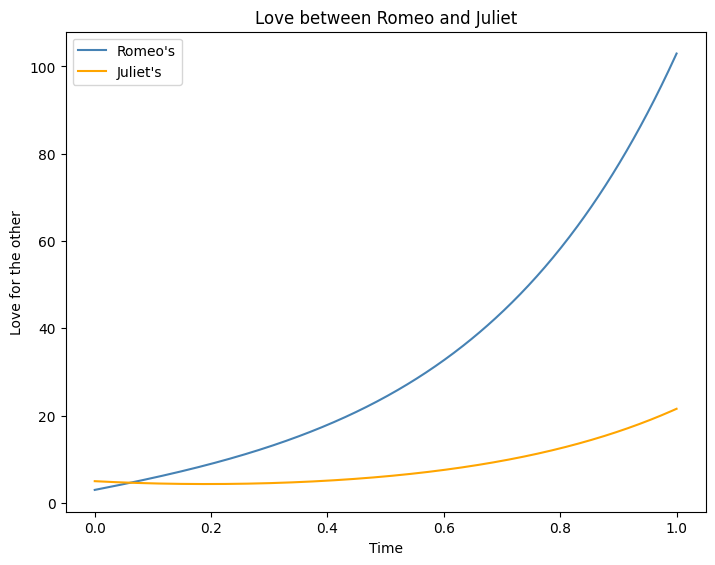 Love between Romeo and Juliet
Romeo's
Juliet's
Love for the other
100
80
60
40
20
0
0.0 0.2 0.4 0.6 0.8 1.0
Time